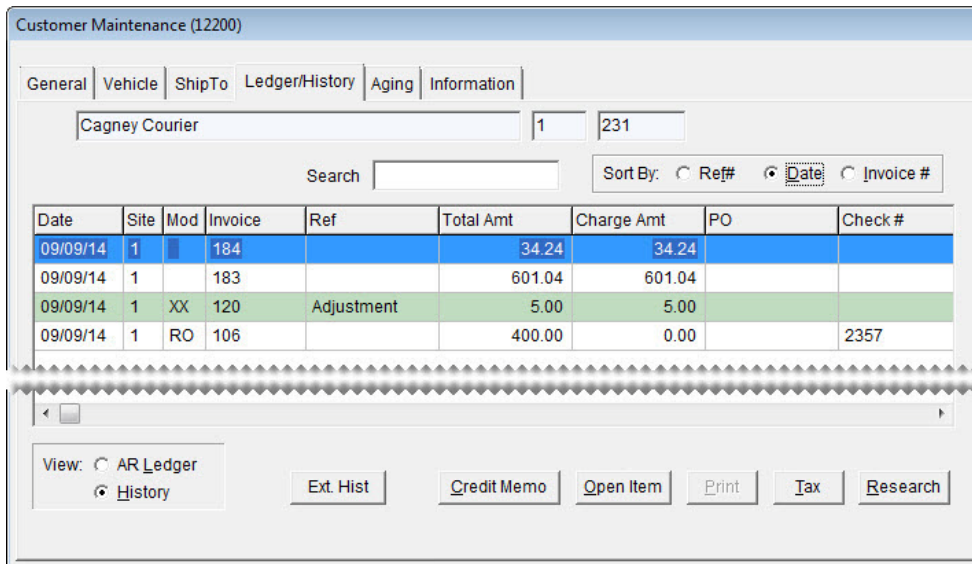 Customer Maintenance (12200)
General Vehicle ShipTo Ledger/History Aging Information
Cagney Courier 1 231
Search Sort By: Ref# Date Invoice #
Date Site Mod Invoice Ref Total Amt Charge Amt PO Check #
09/09/14 1 184 34.24 34.24
09/09/14 1 183 601.04 601.04
09/09/14 1 XX 120 Adjustment 5.00 5.00
09/09/14 1 RO 106 400.00 0.00 2357
View: AR Ledger
History Ext. Hist Credit Memo Open Item Print Tax Research